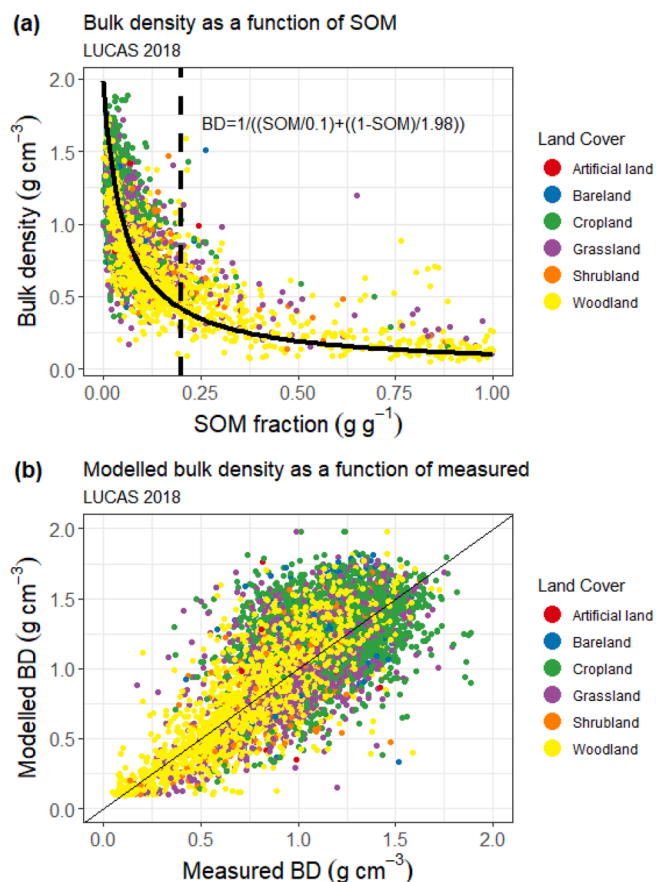 (a) Bulk density as a function of SOM
LUCAS 2018
2.0
1.5
1.0
0.5
0.0
Bulk density (g cm⁻³)
BD=1/((SOM/0.1)+((1-SOM)/1.98))
0.00 0.25 0.50 0.75 1.00
SOM fraction (g g⁻¹)
Land Cover
Artificial land
Bareland
Cropland
Grassland
Shrubland
Woodland
(b) Modelled bulk density as a function of measured
LUCAS 2018
2.0
1.5
1.0
0.5
0.0
Modelled BD (g cm⁻³)
0.0 0.5 1.0 1.5 2.0
Measured BD (g cm⁻³)
Land Cover
Artificial land
Bareland
Cropland
Grassland
Shrubland
Woodland